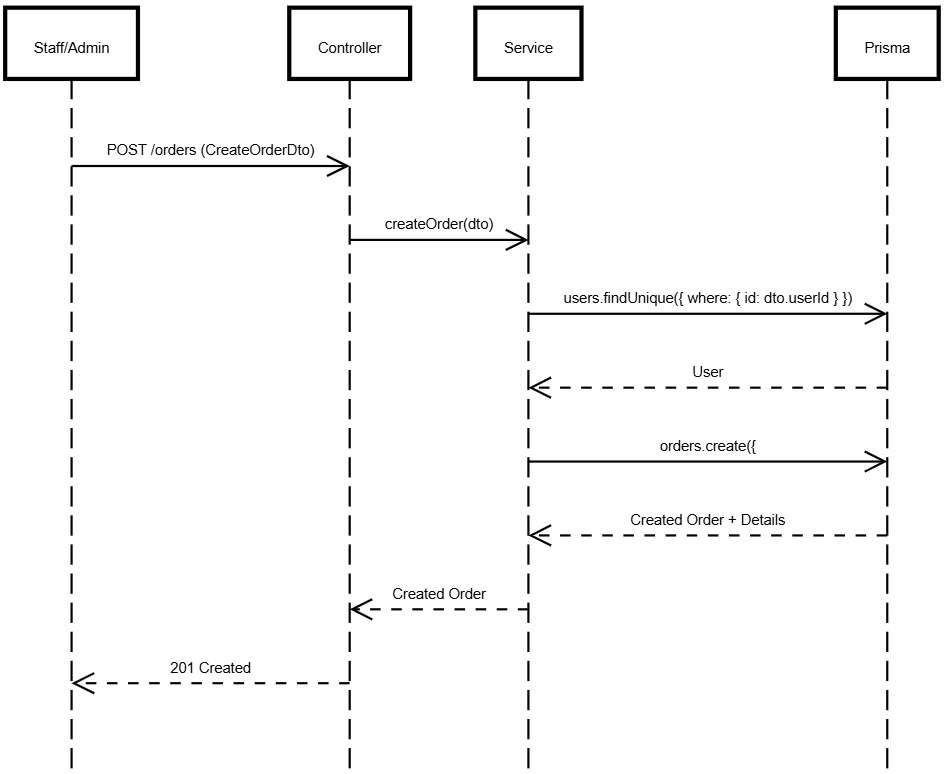 Staff/Admin
Controller
Service
Prisma
POST /orders (CreateOrderDto)
createOrder(dto)
users.findUnique({ where: { id: dto.userId } })
User
orders.create({
Created Order + Details
Created Order
201 Created